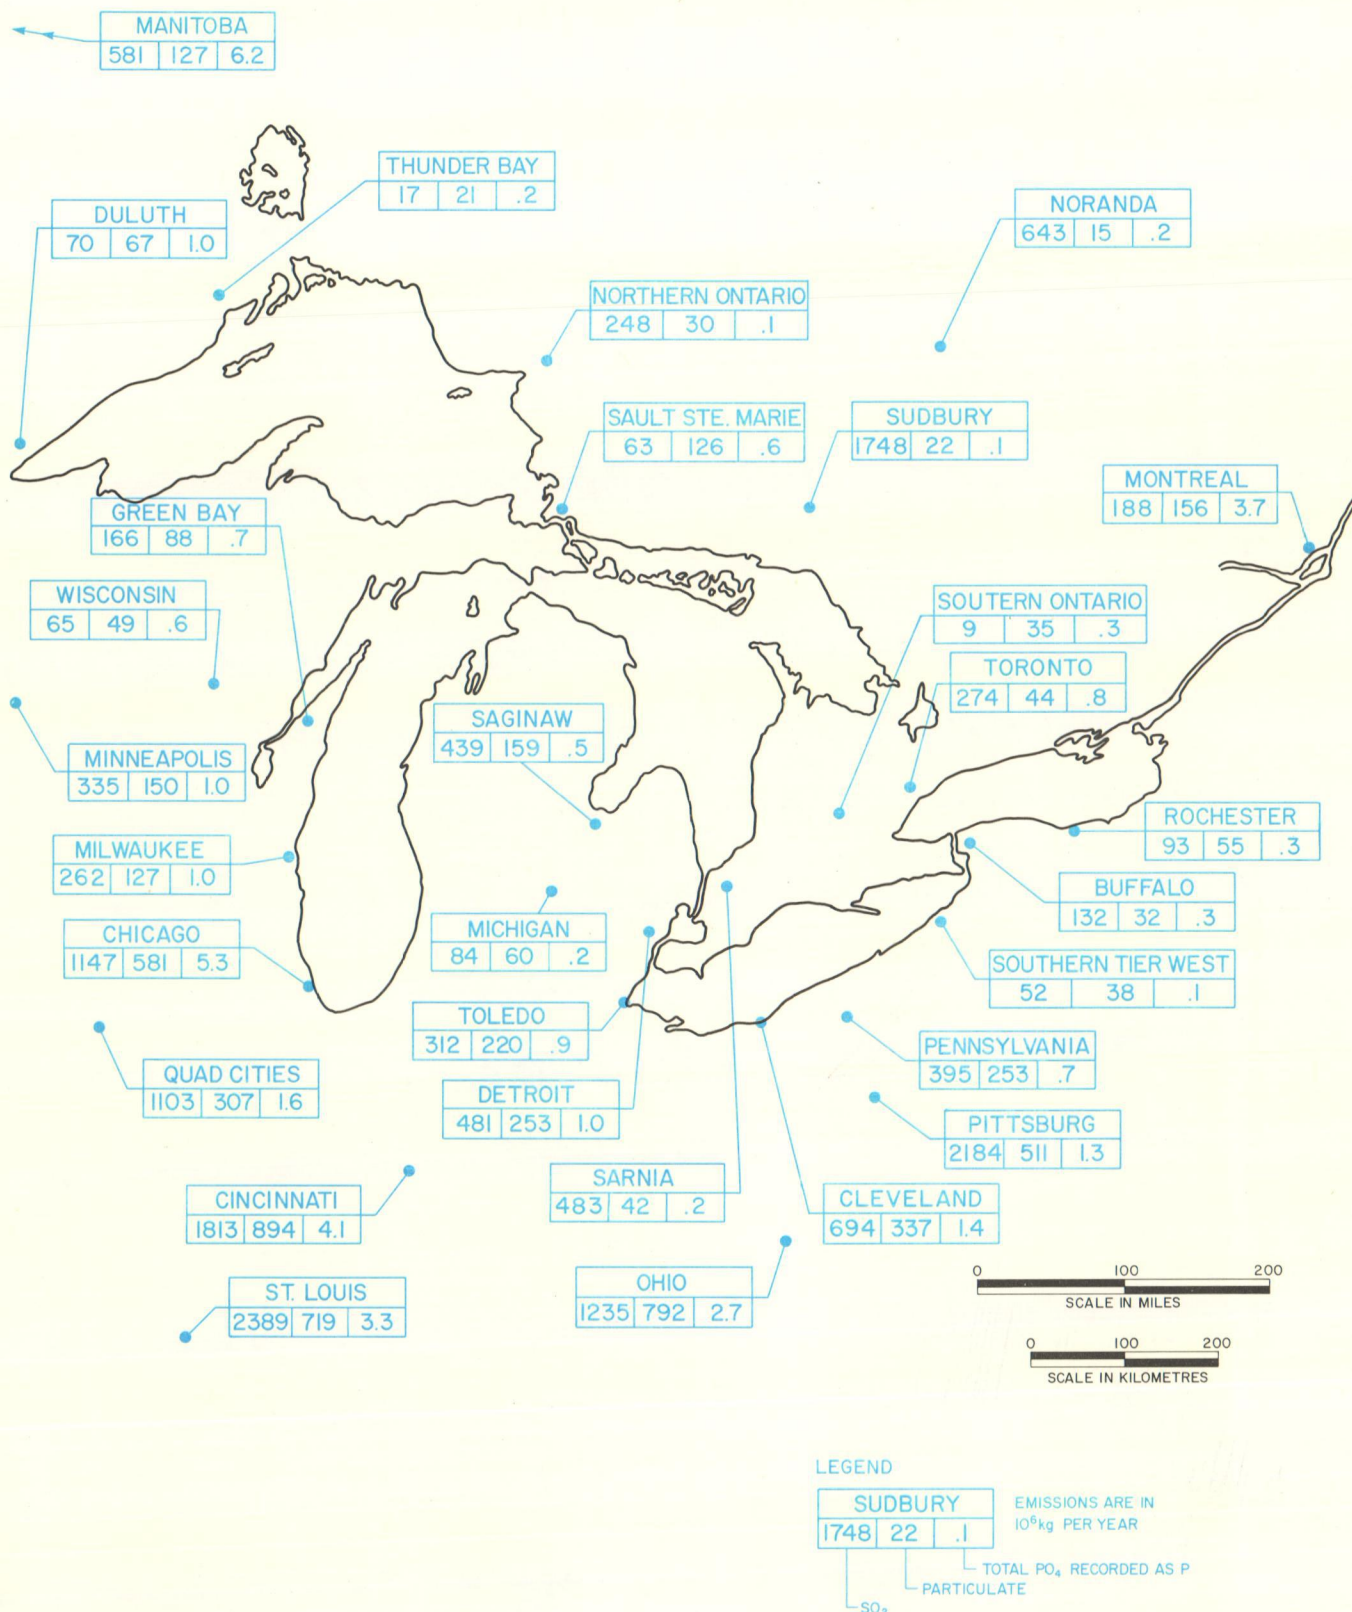 MANITOBA
581 127 6.2
THUNDER BAY
17 21 .2
DULUTH
70 67 1.0
NORANDA
643 15 .2
NORTHERN ONTARIO
248 30 .1
SAULT STE. MARIE
63 126 .6
SUDBURY
1748 22 .1
MONTREAL
188 156 3.7
GREEN BAY
166 88 .7
WISCONSIN
65 49 .6
SOUTERN ONTARIO
9 35 .3
TORONTO
274 44 .8
SAGINAW
439 159 .5
MINNEAPOLIS
335 150 1.0
ROCHESTER
93 55 .3
MILWAUKEE
262 127 1.0
BUFFALO
132 32 .3
CHICAGO
1147 581 5.3
MICHIGAN
84 60 .2
SOUTHERN TIER WEST
52 38 .1
TOLEDO
312 220 .9
PENNSYLVANIA
395 253 .7
QUAD CITIES
1103 307 1.6
DETROIT
481 253 1.0
PITTSBURG
2184 511 1.3
SARNIA
483 42 .2
CINCINNATI
1813 894 4.1
CLEVELAND
694 337 1.4
OHIO
1235 792 2.7
ST. LOUIS
2389 719 3.3
0 100 200
SCALE IN MILES
0 100 200
SCALE IN KILOMETRES
LEGEND
SUDBURY
1748 22 .1
EMISSIONS ARE IN
10⁶kg PER YEAR
TOTAL PO₄ RECORDED AS P
PARTICULATE
SO₂